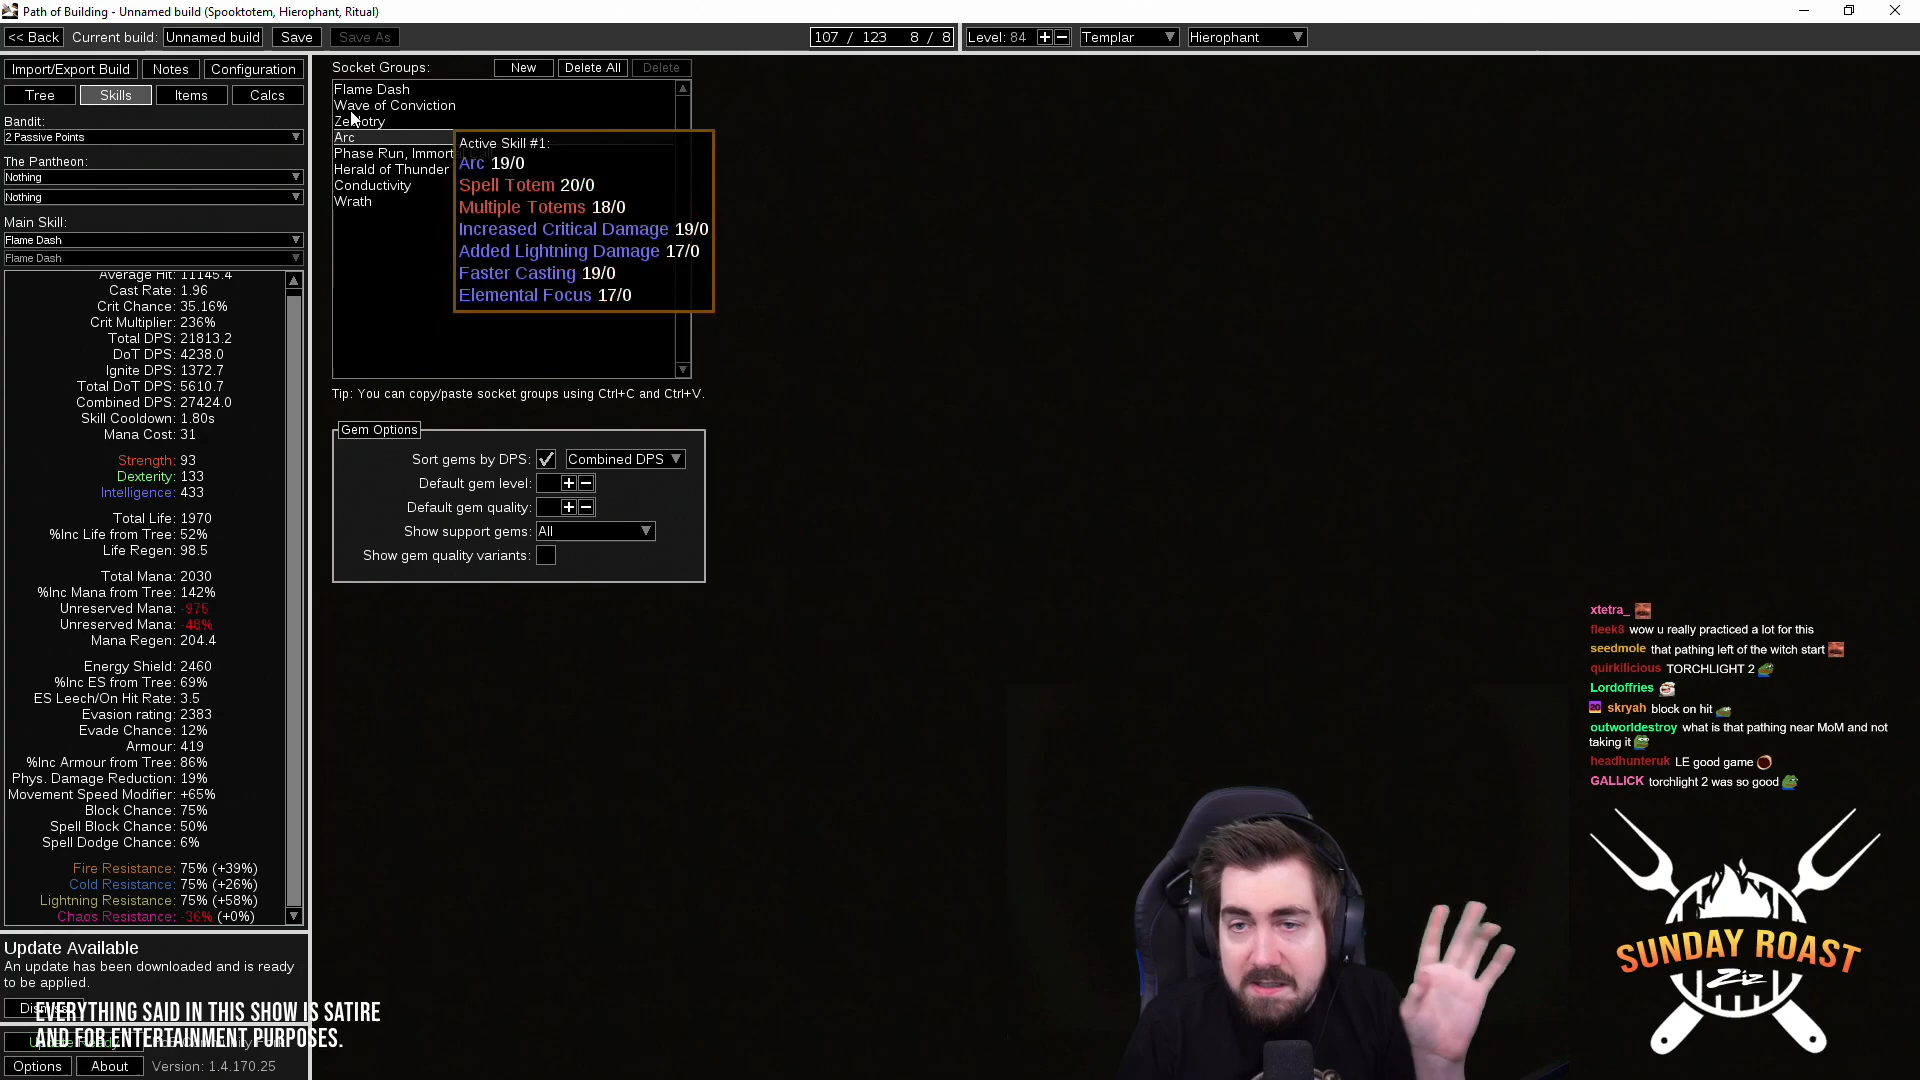 Path of Building - Unnamed build (Spooktotem, Hierophant, Ritual)
<< Back Current build: Unnamed build Save Save As 107 / 123 8 / 8 Level: 84 + - Templar Hierophant
Import/Export Build Notes Configuration
Tree Skills Items Calcs
Bandit:
2 Passive Points
The Pantheon:
Nothing
Nothing
Main Skill:
Flame Dash
Flame Dash
Average Hit: 11145.4
Cast Rate: 1.96
Crit Chance: 35.16%
Crit Multiplier: 236%
Total DPS: 21813.2
DoT DPS: 4238.0
Ignite DPS: 1372.7
Total DoT DPS: 5610.7
Combined DPS: 27424.0
Skill Cooldown: 1.80s
Mana Cost: 31
Strength: 93
Dexterity: 133
Intelligence: 433
Total Life: 1970
%Inc Life from Tree: 52%
Life Regen: 98.5
Total Mana: 2030
%Inc Mana from Tree: 142%
Unreserved Mana: -975
Unreserved Mana: -48%
Mana Regen: 204.4
Energy Shield: 2460
%Inc ES from Tree: 69%
ES Leech/On Hit Rate: 3.5
Evasion rating: 2383
Evade Chance: 12%
Armour: 419
%Inc Armour from Tree: 86%
Phys. Damage Reduction: 19%
Movement Speed Modifier: +65%
Block Chance: 75%
Spell Block Chance: 50%
Spell Dodge Chance: 6%
Fire Resistance: 75% (+39%)
Cold Resistance: 75% (+26%)
Lightning Resistance: 75% (+58%)
Chaos Resistance: -36% (+0%)
Update Available
An update has been downloaded and is ready
to be applied.
EVERYTHING SAID IN THIS SHOW IS SATIRE
AND FOR ENTERTAINMENT PURPOSES.
Options About Version: 1.4.170.25
Socket Groups: New Delete All Delete
Flame Dash
Wave of Conviction
Arc
Phase Run,
Herald of Thunder
Conductivity
Wrath
Active Skill #1:
Arc 19/0
Spell Totem 20/0
Multiple Totems 18/0
Increased Critical Damage 19/0
Added Lightning Damage 17/0
Faster Casting 19/0
Elemental Focus 17/0
Tip: You can copy/paste socket groups using Ctrl+C and Ctrl+V.
Gem Options
Sort gems by DPS: Combined DPS
Default gem level: + -
Default gem quality: + -
Show support gems: All
Show gem quality variants:
xtetra_
fleek8 wow u really practiced a lot for this
seedmole that pathing left of the witch start
quirkilicious TORCHLIGHT 2
Lordoffries
skryah block on hit
outworldestroy what is that pathing near MoM and not
taking it
headhunteruk LE good game
GALLICK torchlight 2 was so good
SUNDAY ROAST
Ziz